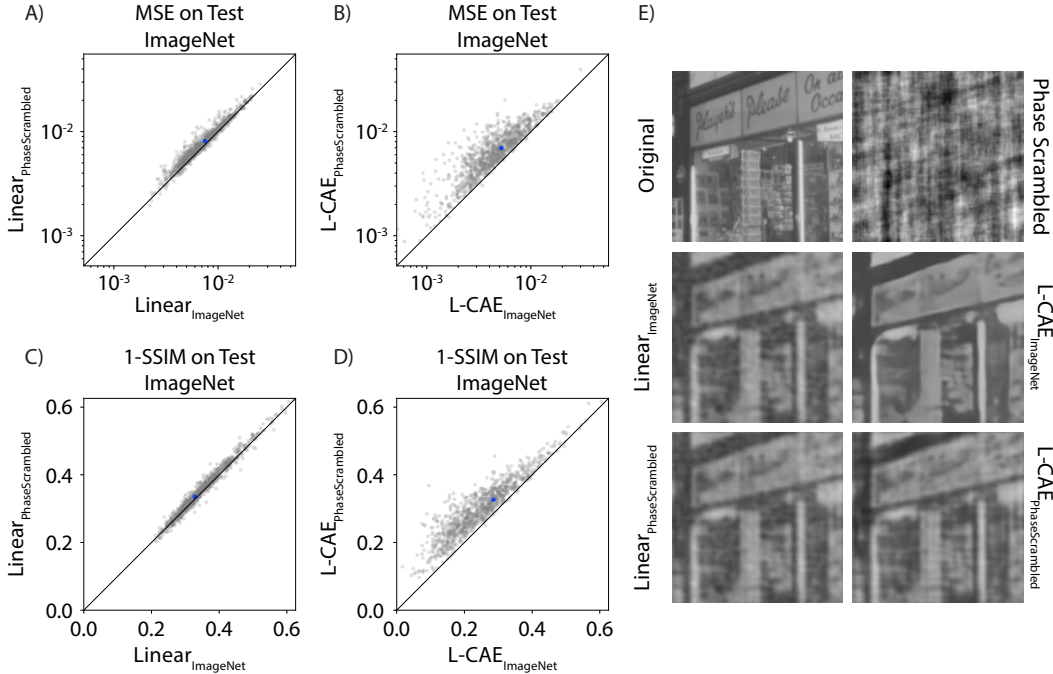 A)
MSE on Test
ImageNet
Linear_PhaseScrambled
10^-2
10^-3
10^-3
10^-2
Linear_ImageNet
B)
MSE on Test
ImageNet
L-CAE_PhaseScrambled
10^-2
10^-3
10^-3
10^-2
L-CAE_ImageNet
C)
1-SSIM on Test
ImageNet
Linear_PhaseScrambled
0.6
0.4
0.2
0.0
0.0
0.2
0.4
0.6
Linear_ImageNet
D)
1-SSIM on Test
ImageNet
L-CAE_PhaseScrambled
0.6
0.4
0.2
0.0
0.0
0.2
0.4
0.6
L-CAE_ImageNet
E)
Original
Player's
Please
On
Occa
Phase Scrambled
Linear_ImageNet
L-CAE_ImageNet
Linear_PhaseScrambled
L-CAE_PhaseScrambled